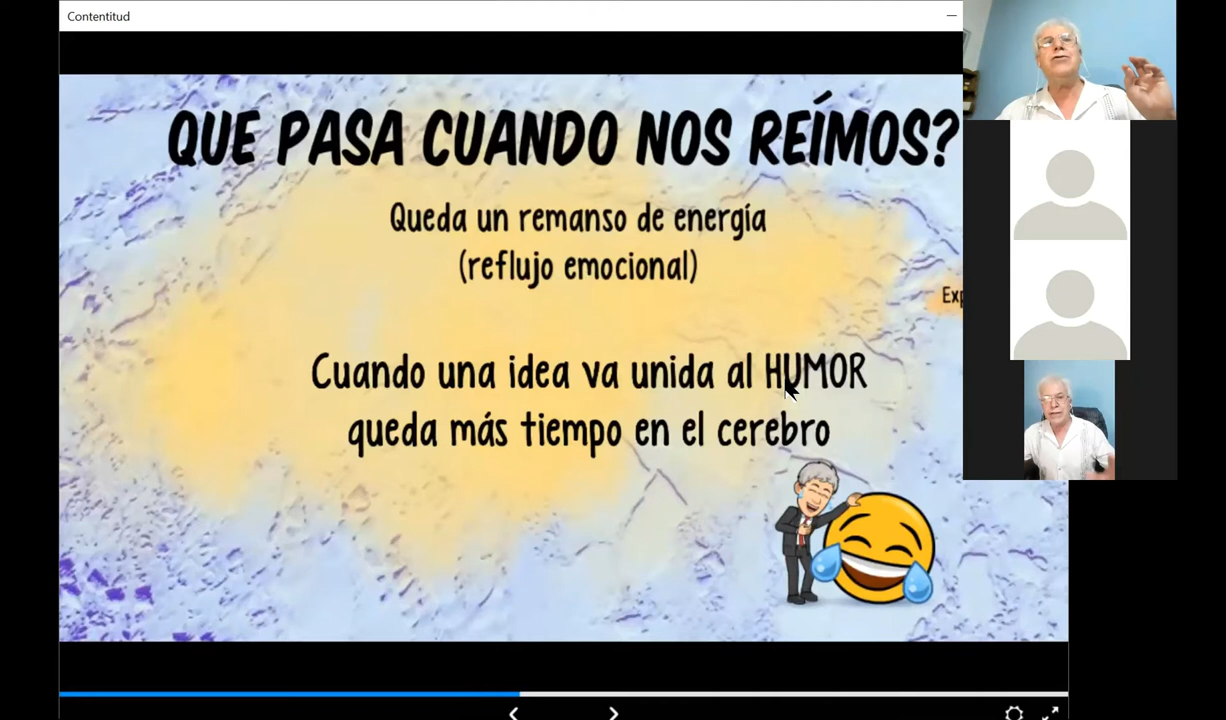 Contentitud
QUE PASA CUANDO NOS REÍMOS?
Queda un remanso de energía
(reflujo emocional)
Cuando una idea va unida al HUMOR
queda más tiempo en el cerebro